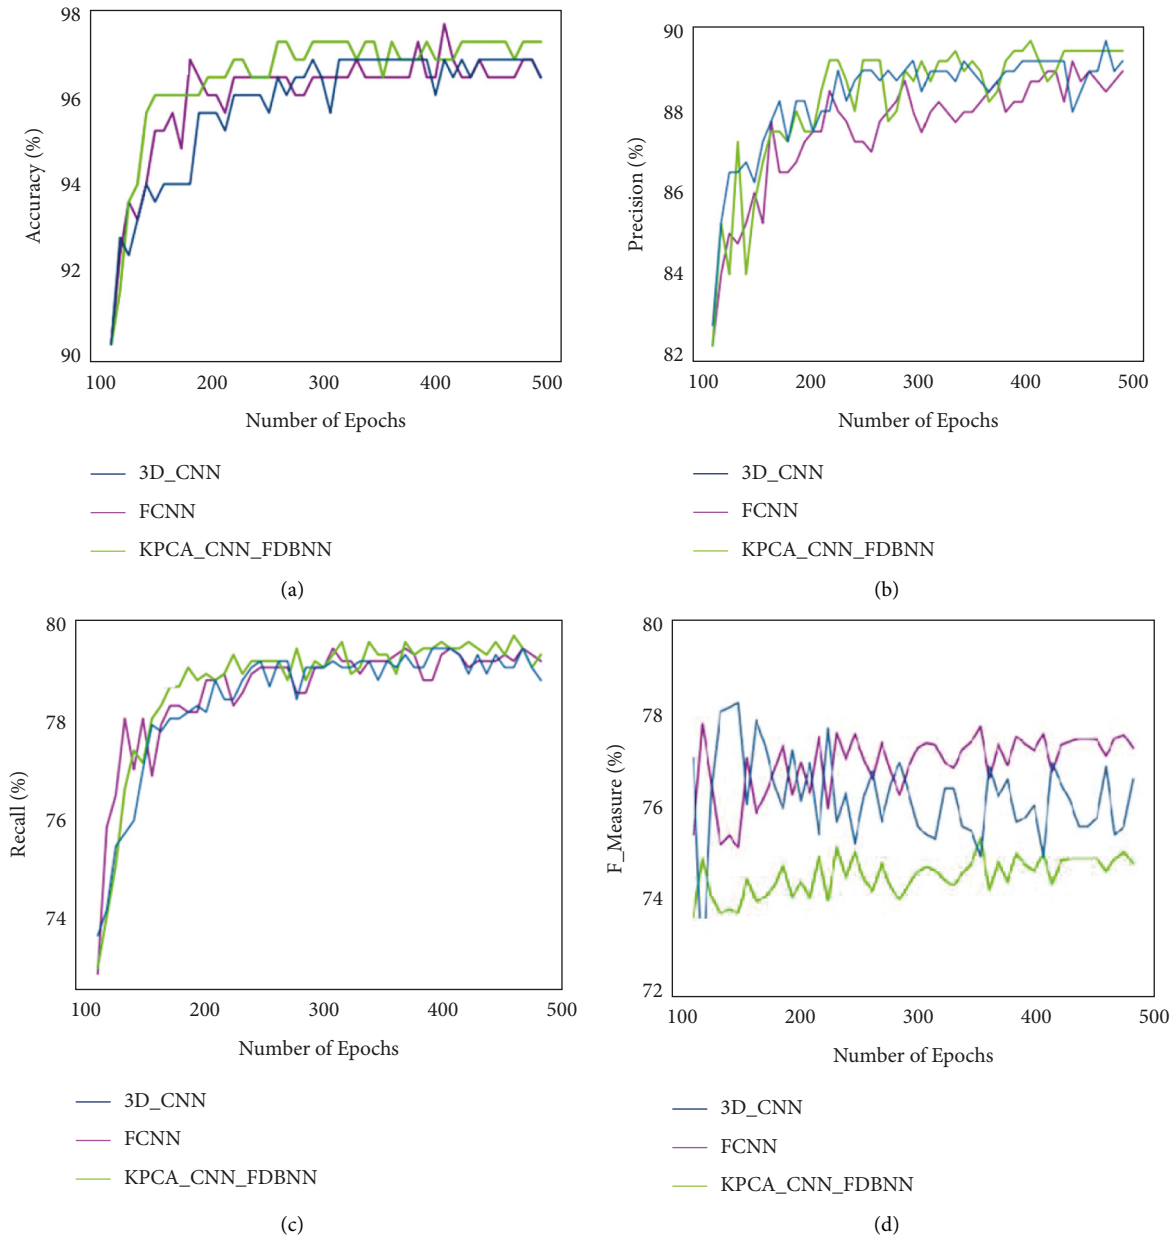 98
96
94
92
90
Accuracy (%)
100 200 300 400 500
Number of Epochs
3D_CNN
FCNN
KPCA_CNN_FDBNN
(a)
90
88
86
84
82
Precision (%)
100 200 300 400 500
Number of Epochs
3D_CNN
FCNN
KPCA_CNN_FDBNN
(b)
80
78
76
74
Recall (%)
100 200 300 400 500
Number of Epochs
3D_CNN
FCNN
KPCA_CNN_FDBNN
(c)
80
78
76
74
72
F_Measure (%)
100 200 300 400 500
Number of Epochs
3D_CNN
FCNN
KPCA_CNN_FDBNN
(d)